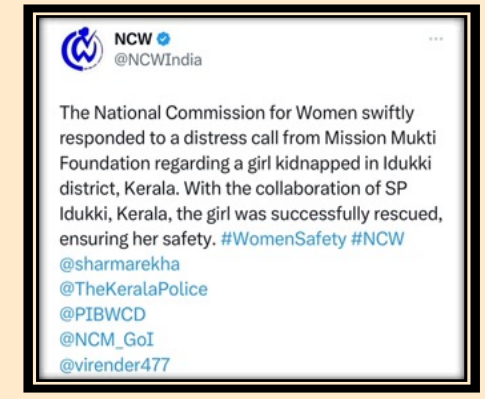 NCW
@NCWIndia
The National Commission for Women swiftly
responded to a distress call from Mission Mukti
Foundation regarding a girl kidnapped in Idukki
district, Kerala. With the collaboration of SP
Idukki, Kerala, the girl was successfully rescued,
ensuring her safety. #WomenSafety #NCW
@sharmarekha
@TheKeralaPolice
@PIBWCD
@NCM_GoI
@virender477